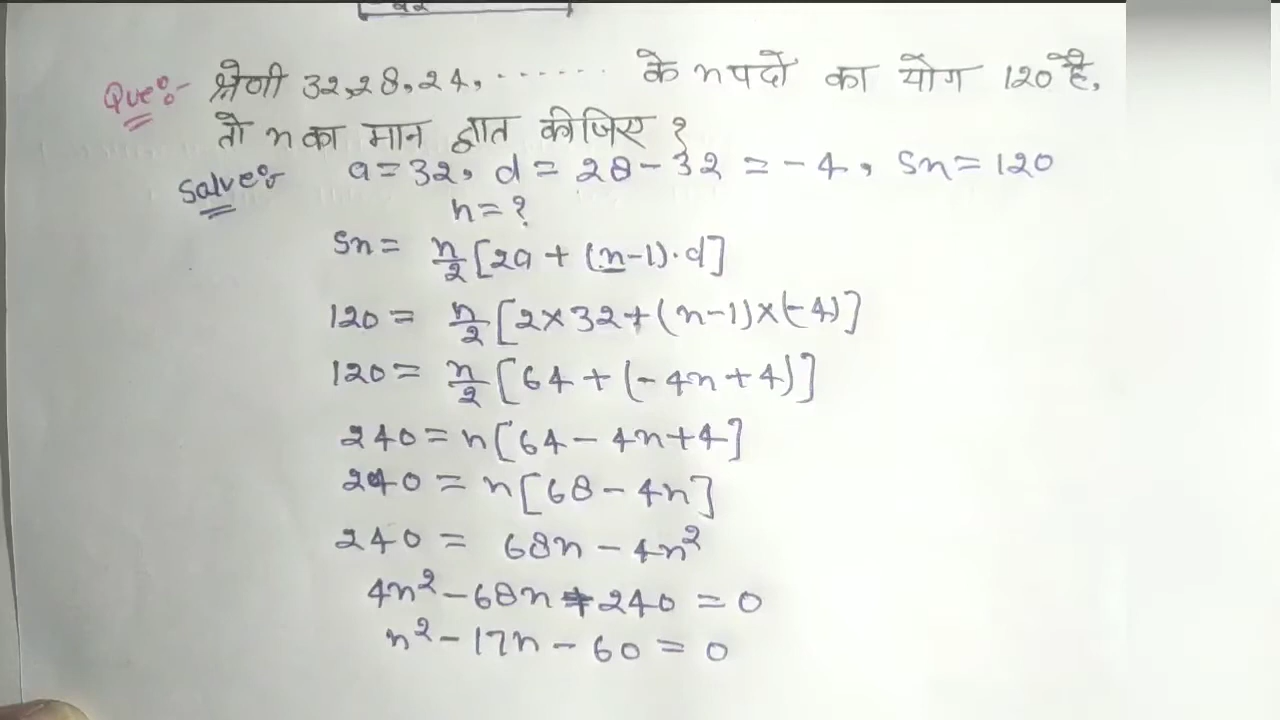 Que:- श्रेणी 32, 28, 24, ....... के n पदों का योग 120 है,
तो n का मान ज्ञात कीजिए ?
Solve:- a = 32, d = 28 - 32 = - 4, Sn = 120
n = ?
Sn = n/2 [2a + (n-1)·d]
120 = n/2 [2×32+(n-1)×(-4)]
120 = n/2 [64 + (-4n+4)]
240 = n[64 - 4n+4]
240 = n[68 - 4n]
240 = 68n - 4n²
4n² - 68n + 240 = 0
n² - 17n - 60 = 0